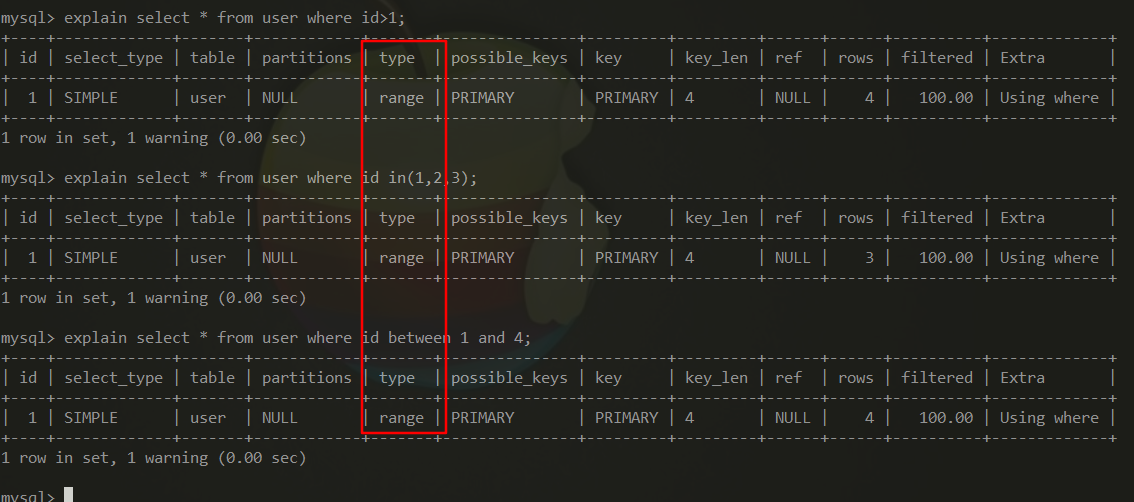 mysql> explain select * from user where id>1;
+----+-------------+-------+------------+-------+---------------+---------+---------+------+------+----------+-------------+
| id | select_type | table | partitions | type  | possible_keys | key     | key_len | ref  | rows | filtered | Extra       |
+----+-------------+-------+------------+-------+---------------+---------+---------+------+------+----------+-------------+
|  1 | SIMPLE      | user  | NULL       | range | PRIMARY       | PRIMARY | 4       | NULL |    4 |   100.00 | Using where |
+----+-------------+-------+------------+-------+---------------+---------+---------+------+------+----------+-------------+
1 row in set, 1 warning (0.00 sec)
mysql> explain select * from user where id in(1,2,3);
+----+-------------+-------+------------+-------+---------------+---------+---------+------+------+----------+-------------+
| id | select_type | table | partitions | type  | possible_keys | key     | key_len | ref  | rows | filtered | Extra       |
+----+-------------+-------+------------+-------+---------------+---------+---------+------+------+----------+-------------+
|  1 | SIMPLE      | user  | NULL       | range | PRIMARY       | PRIMARY | 4       | NULL |    3 |   100.00 | Using where |
+----+-------------+-------+------------+-------+---------------+---------+---------+------+------+----------+-------------+
1 row in set, 1 warning (0.00 sec)
mysql> explain select * from user where id between 1 and 4;
+----+-------------+-------+------------+-------+---------------+---------+---------+------+------+----------+-------------+
| id | select_type | table | partitions | type  | possible_keys | key     | key_len | ref  | rows | filtered | Extra       |
+----+-------------+-------+------------+-------+---------------+---------+---------+------+------+----------+-------------+
|  1 | SIMPLE      | user  | NULL       | range | PRIMARY       | PRIMARY | 4       | NULL |    4 |   100.00 | Using where |
+----+-------------+-------+------------+-------+---------------+---------+---------+------+------+----------+-------------+
1 row in set, 1 warning (0.00 sec)
mysql>